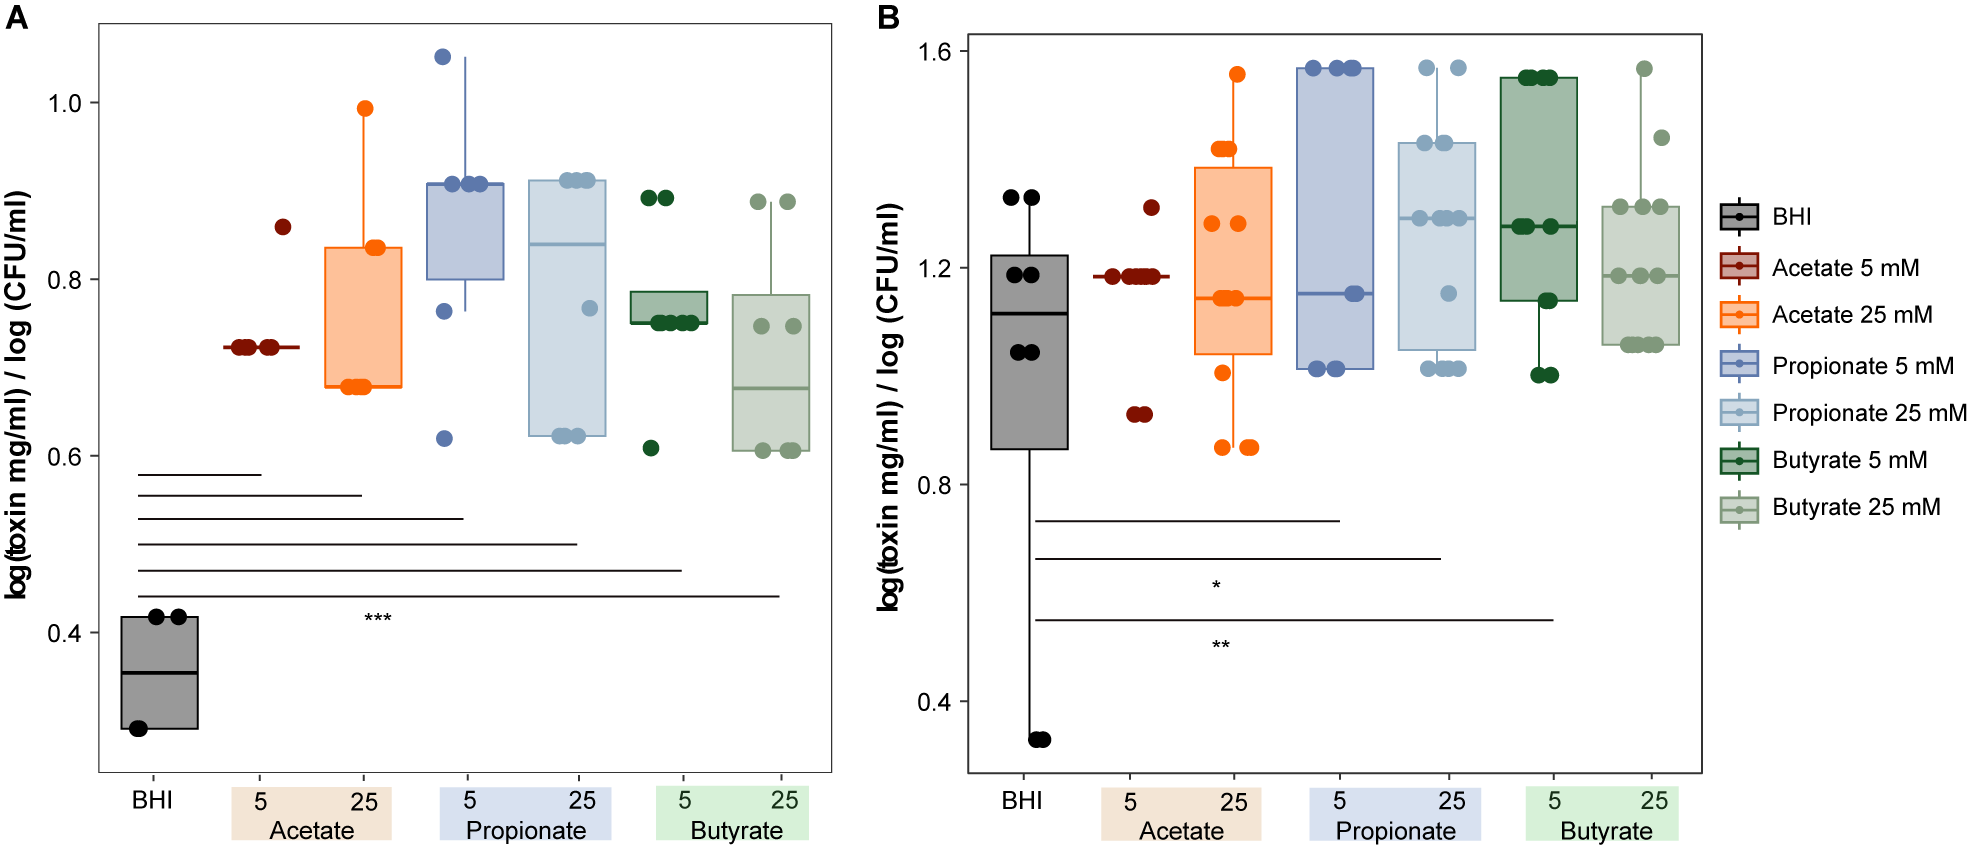 A
log(toxin mg/ml) / log (CFU/ml)
1.0
0.8
0.6
0.4
***
BHI
5
25
5
25
5
25
Acetate
Propionate
Butyrate
B
log(toxin mg/ml) / log (CFU/ml)
1.6
1.2
0.8
0.4
*
**
BHI
5
25
5
25
5
25
Acetate
Propionate
Butyrate
BHI
Acetate 5 mM
Acetate 25 mM
Propionate 5 mM
Propionate 25 mM
Butyrate 5 mM
Butyrate 25 mM